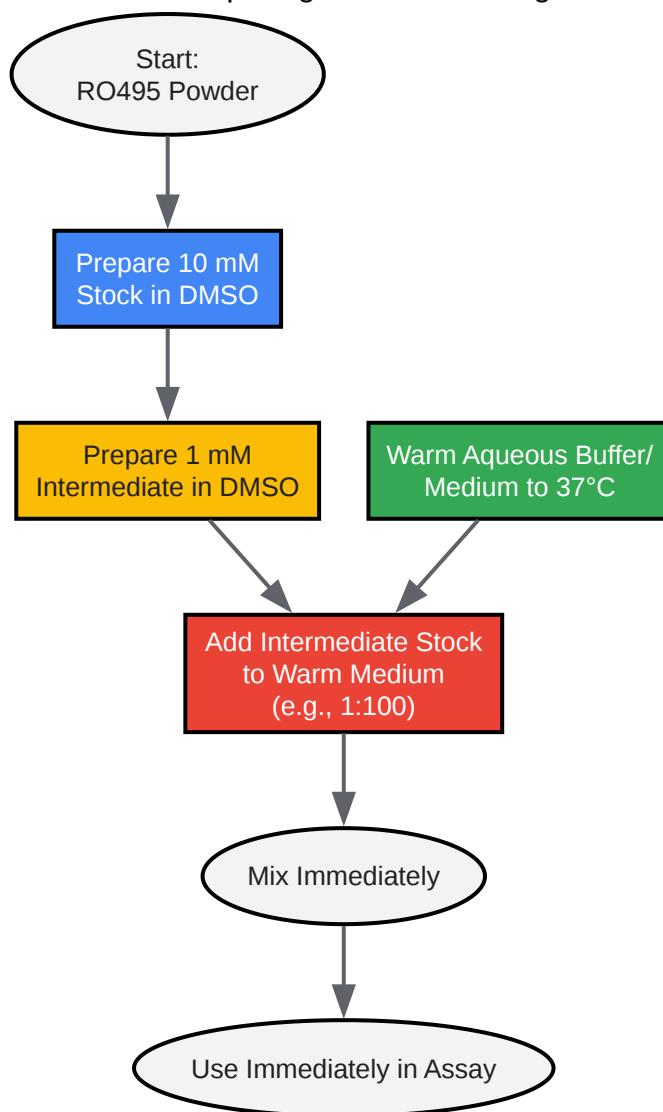 Start:
RO495 Powder
Prepare 10 mM
Stock in DMSO
Prepare 1 mM
Intermediate in DMSO
Warm Aqueous Buffer/
Medium to 37°C
Add Intermediate Stock
to Warm Medium
(e.g., 1:100)
Mix Immediately
Use Immediately in Assay